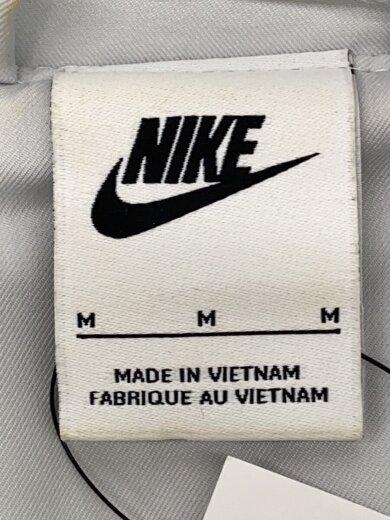 NIKE
M M M
MADE IN VIETNAM
FABRIQUE AU VIETNAM